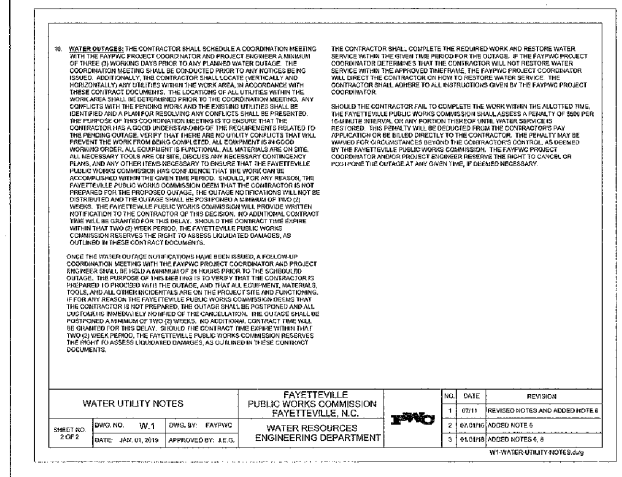 10. WATER OUTAGES: THE CONTRACTOR SHALL SCHEDULE A COORDINATION MEETING
WITH THE FAYPWC PROJECT COORDINATOR AND PROJECT ENGINEER A MINIMUM
OF THREE (3) WORKING DAYS PRIOR TO ANY PLANNED WATER OUTAGE. THE
COORDINATION MEETING SHALL BE CONDUCTED PRIOR TO ANY NOTICES BEING
ISSUED. ADDITIONALLY, THE CONTRACTOR SHALL LOCATE (VERTICALLY AND
HORIZONTALLY) ANY UTILITIES WITHIN THE WORK AREA, IN ACCORDANCE WITH
THESE CONTRACT DOCUMENTS. THE LOCATIONS OF ALL UTILITIES WITHIN THE
WORK AREA SHALL BE DETERMINED PRIOR TO THE COORDINATION MEETING. ANY
CONFLICTS WITH THE PROPOSED WORK AND THE EXISTING UTILITIES SHALL BE
IDENTIFIED AND A PLAN FOR RESOLVING ANY CONFLICTS SHALL BE PRESENTED.
THE PURPOSE OF THIS COORDINATION MEETING IS TO ENSURE THAT THE
CONTRACTOR HAS A GOOD UNDERSTANDING OF THE REQUIREMENTS RELATED TO
THE PLANNED OUTAGE, VERIFY THAT THERE ARE NO UTILITY CONFLICTS THAT WILL
PREVENT THE WORK FROM BEING COMPLETED, ALL EQUIPMENT IS IN GOOD
WORKING ORDER, ALL EQUIPMENT IS FUNCTIONAL, ALL MATERIALS ARE ON SITE,
ALL NECESSARY TOOLS ARE ON SITE, DISCUSS ANY NECESSARY CONTINGENCY
PLANS, AND ANY OTHER ITEMS NECESSARY TO ENSURE THAT THE FAYETTEVILLE
PUBLIC WORKS COMMISSION HAS CONFIDENCE THAT THE WORK CAN BE
ACCOMPLISHED WITHIN THE GIVEN TIME PERIOD. SHOULD, FOR ANY REASON, THE
FAYETTEVILLE PUBLIC WORKS COMMISSION DEEM THAT THE CONTRACTOR IS NOT
PREPARED FOR THE PROPOSED OUTAGE, THE OUTAGE NOTIFICATIONS WILL NOT BE
DISTRIBUTED AND THE OUTAGE SHALL BE POSTPONED A MINIMUM OF TWO (2)
WEEKS. THE FAYETTEVILLE PUBLIC WORKS COMMISSION WILL PROVIDE WRITTEN
NOTIFICATION TO THE CONTRACTOR OF THIS DECISION. NO ADDITIONAL CONTRACT
TIME WILL BE GRANTED FOR THIS DELAY. SHOULD THE CONTRACT TIME EXPIRE
WITHIN THAT TWO (2) WEEK PERIOD, THE FAYETTEVILLE PUBLIC WORKS
COMMISSION RESERVES THE RIGHT TO ASSESS LIQUIDATED DAMAGES, AS
OUTLINED IN THESE CONTRACT DOCUMENTS.
ONCE THE WATER OUTAGE NOTIFICATIONS HAVE BEEN ISSUED, A FOLLOW-UP
COORDINATION MEETING WITH THE FAYPWC PROJECT COORDINATOR AND PROJECT
ENGINEER SHALL BE HELD A MINIMUM OF 24 HOURS PRIOR TO THE SCHEDULED
OUTAGE. THE PURPOSE OF THIS MEETING IS TO VERIFY THAT THE CONTRACTOR IS
PREPARED TO PROCEED WITH THE OUTAGE, AND THAT ALL EQUIPMENT, MATERIALS,
TOOLS, AND ALL OTHER INCIDENTALS ARE ON THE PROJECT SITE AND FUNCTIONING.
IF FOR ANY REASON THE FAYETTEVILLE PUBLIC WORKS COMMISSION DEEMS THAT
THE CONTRACTOR IS NOT PREPARED, THE OUTAGE SHALL BE POSTPONED AND ALL
CUSTOMERS IMMEDIATELY NOTIFIED OF THE CANCELLATION. THE OUTAGE SHALL BE
POSTPONED A MINIMUM OF TWO (2) WEEKS. NO ADDITIONAL CONTRACT TIME WILL
BE GRANTED FOR THIS DELAY. SHOULD THE CONTRACT TIME EXPIRE WITHIN THAT
TWO (2) WEEK PERIOD, THE FAYETTEVILLE PUBLIC WORKS COMMISSION RESERVES
THE RIGHT TO ASSESS LIQUIDATED DAMAGES, AS OUTLINED IN THESE CONTRACT
DOCUMENTS.
THE CONTRACTOR SHALL COMPLETE THE REQUIRED WORK AND RESTORE WATER
SERVICE WITHIN THE GIVEN TIME PERIOD FOR THE OUTAGE. IF THE FAYPWC PROJECT
COORDINATOR DETERMINES THAT THE CONTRACTOR WILL NOT RESTORE WATER
SERVICE WITHIN THE APPROVED TIMEFRAME, THE FAYPWC PROJECT COORDINATOR
WILL DIRECT THE CONTRACTOR ON HOW TO RESTORE WATER SERVICE. THE
CONTRACTOR SHALL ADHERE TO ALL INSTRUCTIONS GIVEN BY THE FAYPWC PROJECT
COORDINATOR.
SHOULD THE CONTRACTOR FAIL TO COMPLETE THE WORK WITHIN THE ALLOTTED TIME,
THE FAYETTEVILLE PUBLIC WORKS COMMISSION SHALL ASSESS A PENALTY OF $500 PER
15-MINUTE INTERVAL OR ANY PORTION THEREOF UNTIL WATER SERVICE IS
RESTORED. THIS PENALTY WILL BE DEDUCTED FROM THE CONTRACTOR'S PAY
APPLICATION OR BILLED DIRECTLY TO THE CONTRACTOR. THE PENALTY MAY BE
WAIVED FOR CIRCUMSTANCES BEYOND THE CONTRACTOR'S CONTROL, AS DEEMED
BY THE FAYETTEVILLE PUBLIC WORKS COMMISSION. THE FAYPWC PROJECT
COORDINATOR AND/OR PROJECT ENGINEER RESERVE THE RIGHT TO CANCEL OR
POSTPONE THE OUTAGE AT ANY GIVEN TIME, IF DEEMED NECESSARY.
WATER UTILITY NOTES
SHEET NO.
2 OF 2
DWG. NO. W.1
DWG. BY: FAYPWC
DATE: JAN. 01, 2019
APPROVED BY: J.E.G.
FAYETTEVILLE
PUBLIC WORKS COMMISSION
FAYETTEVILLE, N.C.
WATER RESOURCES
ENGINEERING DEPARTMENT
PWC
NO. DATE REVISION
1 07/11 REVISED NOTES AND ADDED NOTE 6
2 07.01/16 ADDED NOTE 6
3 01.01/18 ADDED NOTES 4, 8
W1-WATER-UTILITY-NOTES.dwg